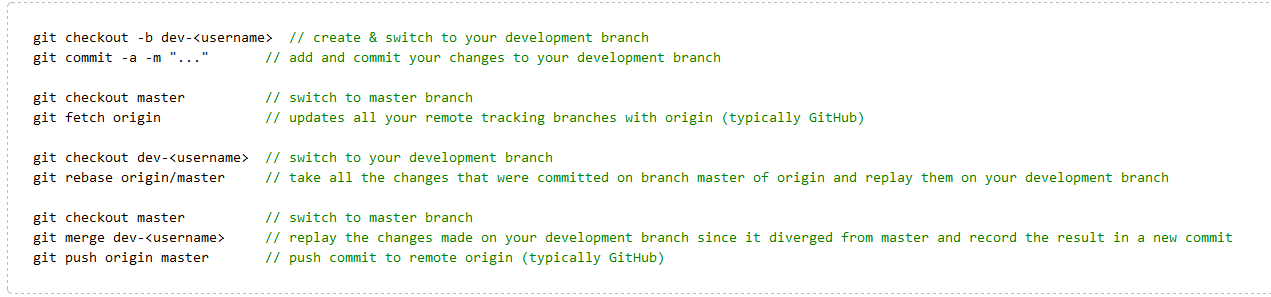 git checkout -b dev-<username>  // create & switch to your development branch
git commit -a -m "..."       // add and commit your changes to your development branch
git checkout master          // switch to master branch
git fetch origin             // updates all your remote tracking branches with origin (typically GitHub)
git checkout dev-<username>  // switch to your development branch
git rebase origin/master     // take all the changes that were committed on branch master of origin and replay them on your development branch
git checkout master          // switch to master branch
git merge dev-<username>     // replay the changes made on your development branch since it diverged from master and record the result in a new commit
git push origin master       // push commit to remote origin (typically GitHub)